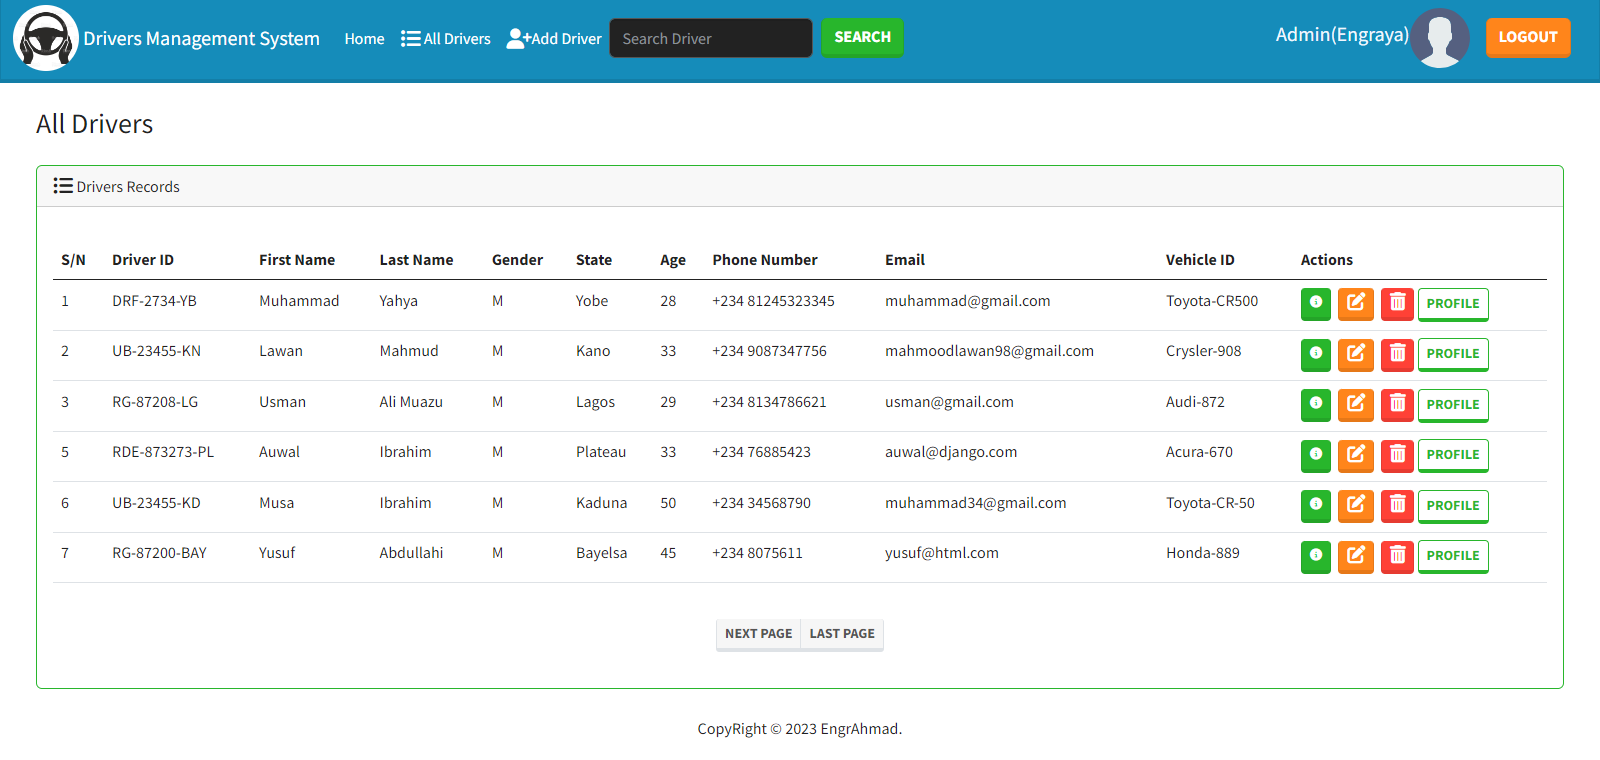 Drivers Management System Home All Drivers Add Driver Search Driver SEARCH Admin(Engraya) LOGOUT
All Drivers
Drivers Records
S/N Driver ID First Name Last Name Gender State Age Phone Number Email Vehicle ID Actions
1 DRF-2734-YB Muhammad Yahya M Yobe 28 +234 81245323345 muhammad@gmail.com Toyota-CR500 PROFILE
2 UB-23455-KN Lawan Mahmud M Kano 33 +234 9087347756 mahmoodlawan98@gmail.com Crysler-908 PROFILE
3 RG-87208-LG Usman Ali Muazu M Lagos 29 +234 8134786621 usman@gmail.com Audi-872 PROFILE
5 RDE-873273-PL Auwal Ibrahim M Plateau 33 +234 76885423 auwal@django.com Acura-670 PROFILE
6 UB-23455-KD Musa Ibrahim M Kaduna 50 +234 34568790 muhammad34@gmail.com Toyota-CR-50 PROFILE
7 RG-87200-BAY Yusuf Abdullahi M Bayelsa 45 +234 8075611 yusuf@html.com Honda-889 PROFILE
NEXT PAGE LAST PAGE
CopyRight © 2023 EngrAhmad.